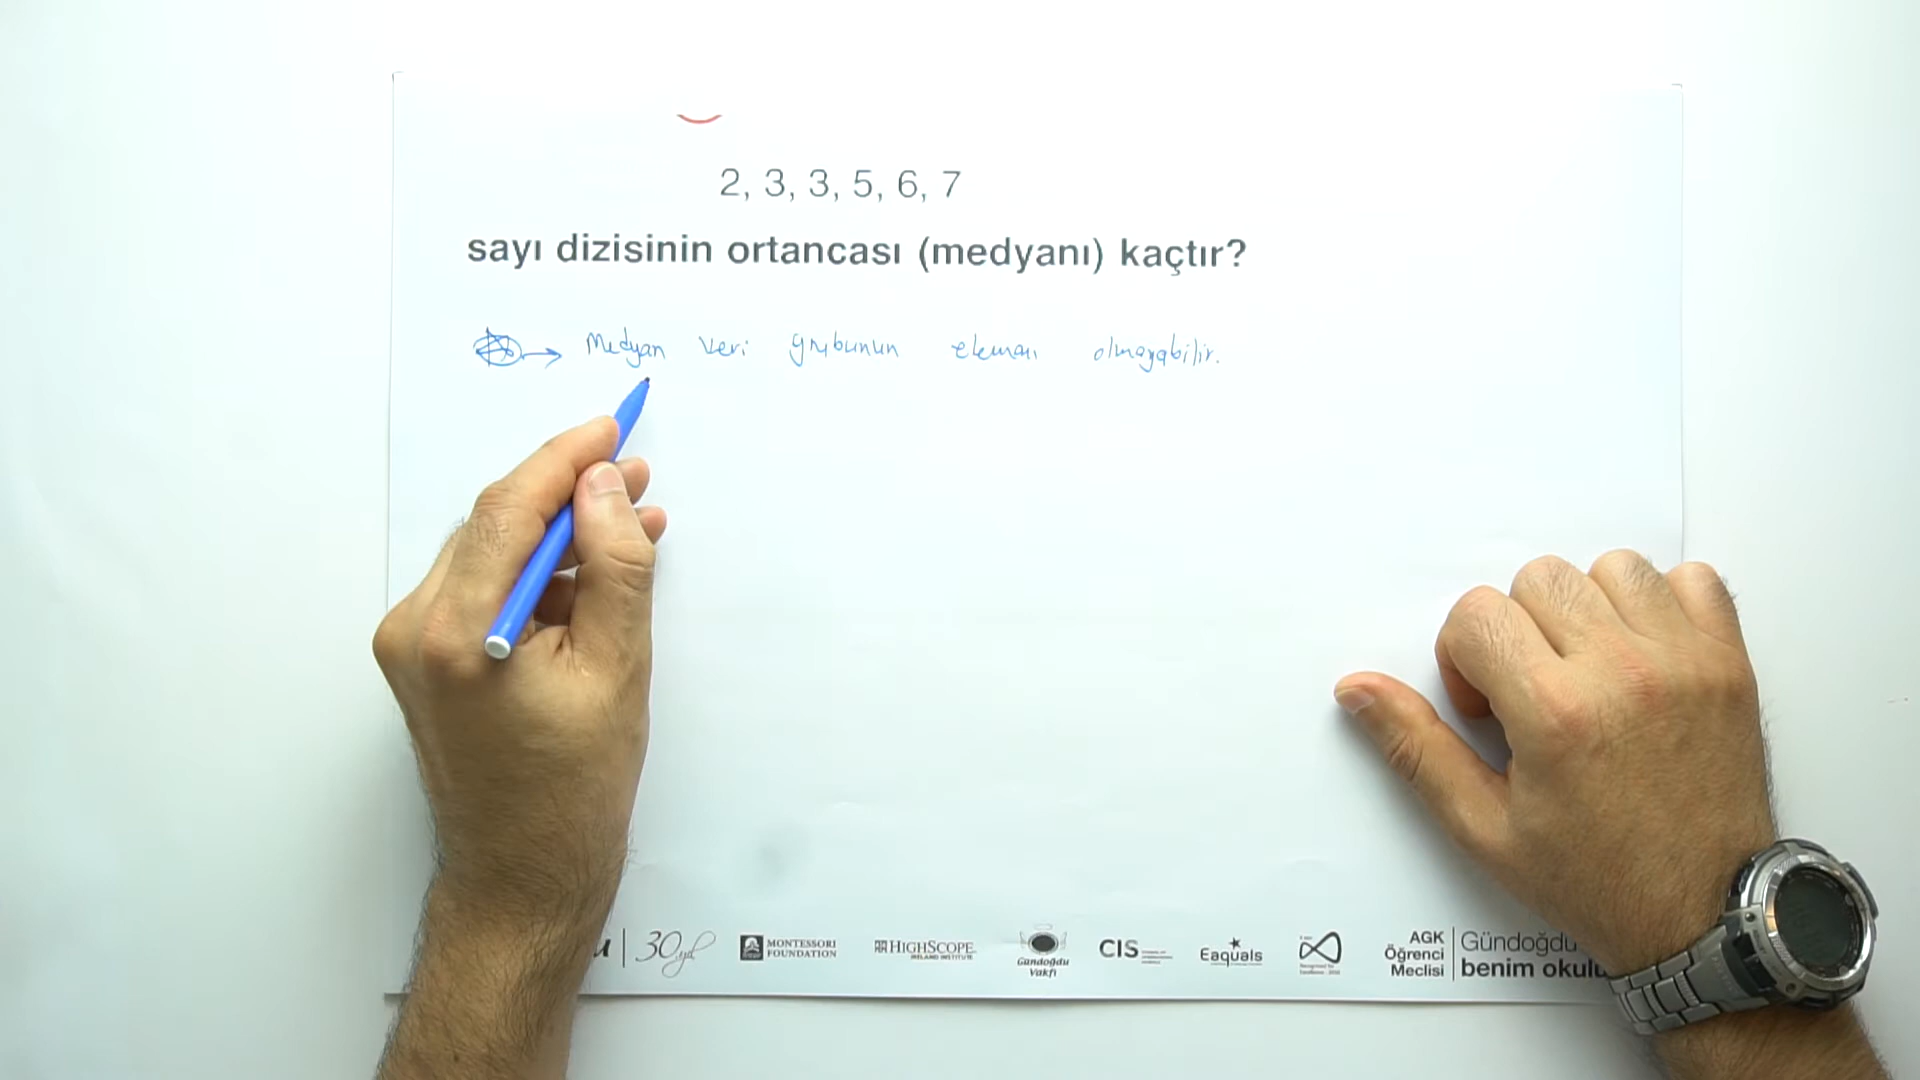 2, 3, 3, 5, 6, 7
sayı dizisinin ortancası (medyanı) kaçtır?
Medyan veri grubunun elemanı olmayabilir.
30.yıl
MONTESSORI
FOUNDATION
HIGHSCOPE
IRELAND INSTITUTE
Gündoğdu
Vakfı
CIS
Eaquals
AGK
Öğrenci
Meclisi
Gündoğdu
benim okulu